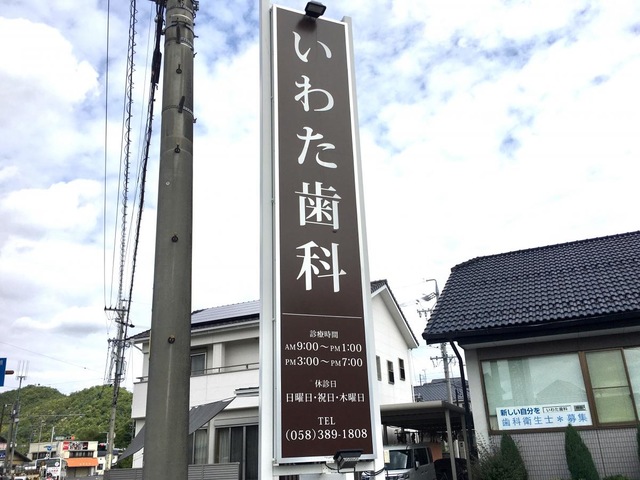 いわた歯科
診療時間
AM9:00～PM1:00
PM3:00～PM7:00
休診日
日曜日・祝日・木曜日
TEL
(058)389-1808
新しい自分を いわた歯科
歯科衛生士＊募集